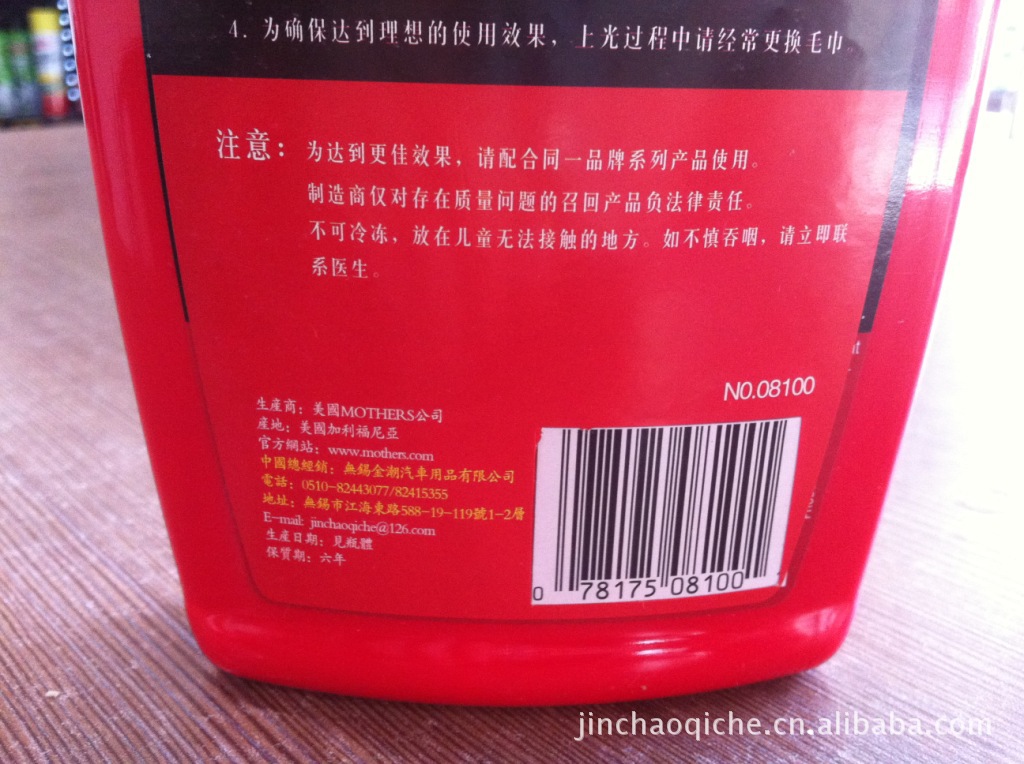 4. 为确保达到理想的使用效果，上光过程中请经常更换毛巾。
注意：为达到更佳效果，请配合同一品牌系列产品使用。
制造商仅对存在质量问题的召回产品负法律责任。
不可冷冻，放在儿童无法接触的地方。如不慎吞咽，请立即联
系医生。
NO.08100
生産商：美國MOTHERS公司
産地：美國加利福尼亞
官方網站：www.mothers.com
中國總經銷：無錫金潮汽車用品有限公司
電話：0510-82443077/82415355
地址：無錫市江海東路588-19-119號1-2層
E-mail: jinchaoqiche@126.com
生産日期：見瓶體
保質期：六年
0 78175 08100
jinchaoqiche.cn.alibaba.com